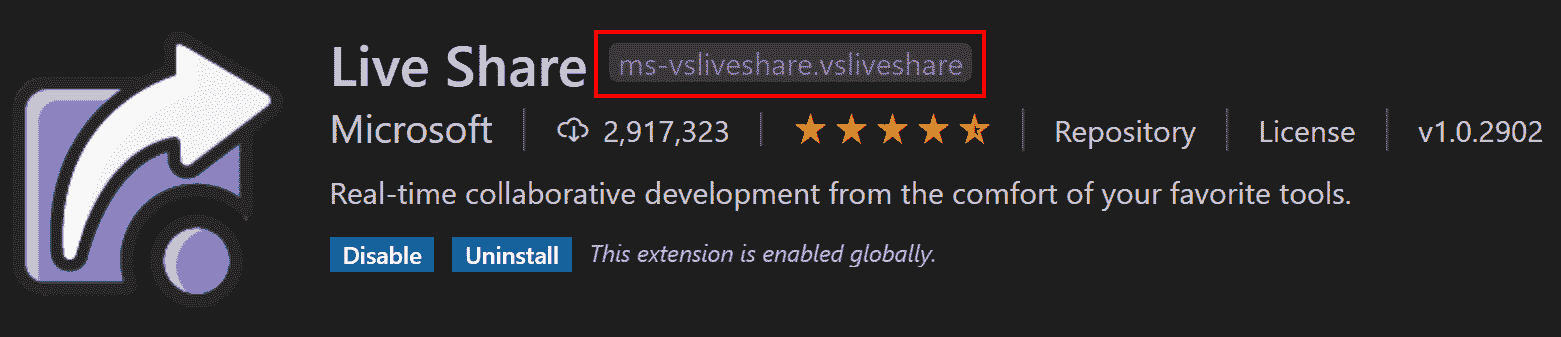 Live Share ms-vsliveshare.vsliveshare
Microsoft 2,917,323 Repository License v1.0.2902
Real-time collaborative development from the comfort of your favorite tools.
Disable Uninstall This extension is enabled globally.